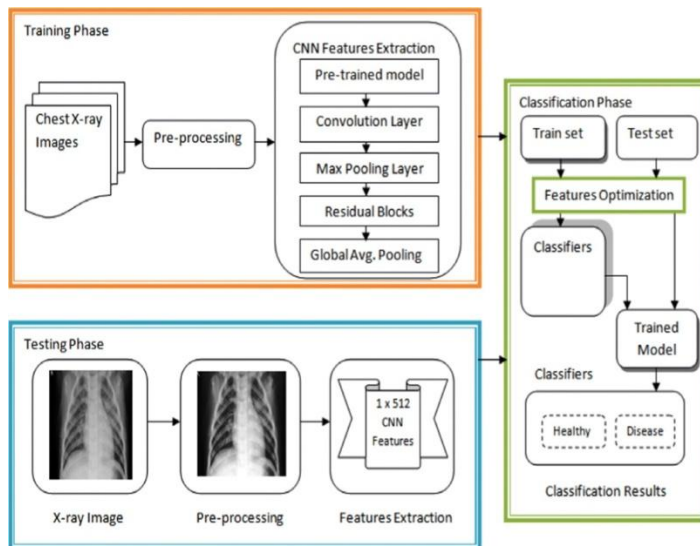 Training Phase
Chest X-ray
Images
Pre-processing
CNN Features Extraction
Pre-trained model
Convolution Layer
Max Pooling Layer
Residual Blocks
Global Avg. Pooling
Testing Phase
1 x 512
CNN
Features
X-ray Image
Pre-processing
Features Extraction
Classification Phase
Train set
Test set
Features Optimization
Classifiers
Trained
Model
Classifiers
Healthy
Disease
Classification Results